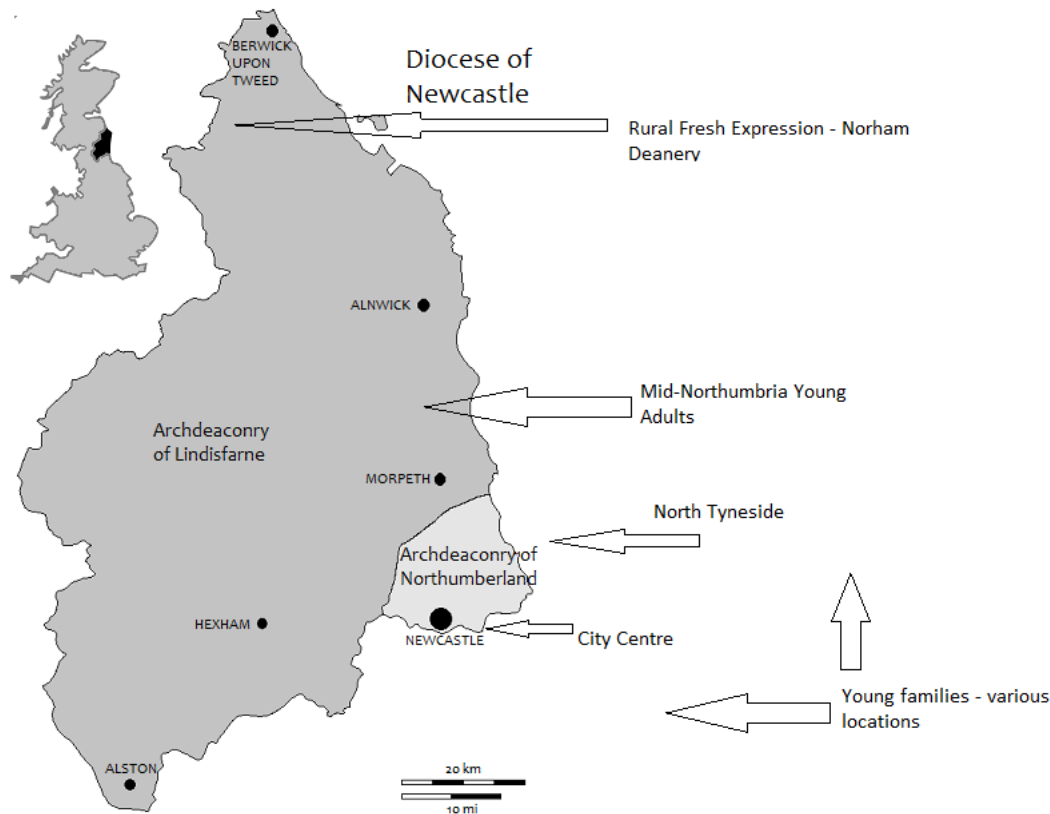 Diocese of
Newcastle
BERWICK
UPON
TWEED
Rural Fresh Expression - Norham
Deanery
ALNWICK
Mid-Northumbria Young
Adults
Archdeaconry
of Lindisfarne
MORPETH
North Tyneside
Archdeaconry of
Northumberland
HEXHAM
NEWCASTLE
City Centre
Young families - various
locations
ALSTON
20 km
10 mi